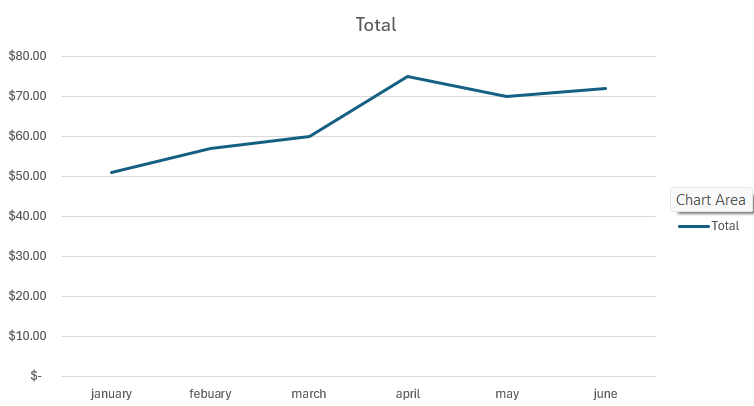 Total
$80.00
$70.00
$60.00
$50.00
$40.00
$30.00
$20.00
$10.00
$-
january febuary march april may june
Chart Area
Total